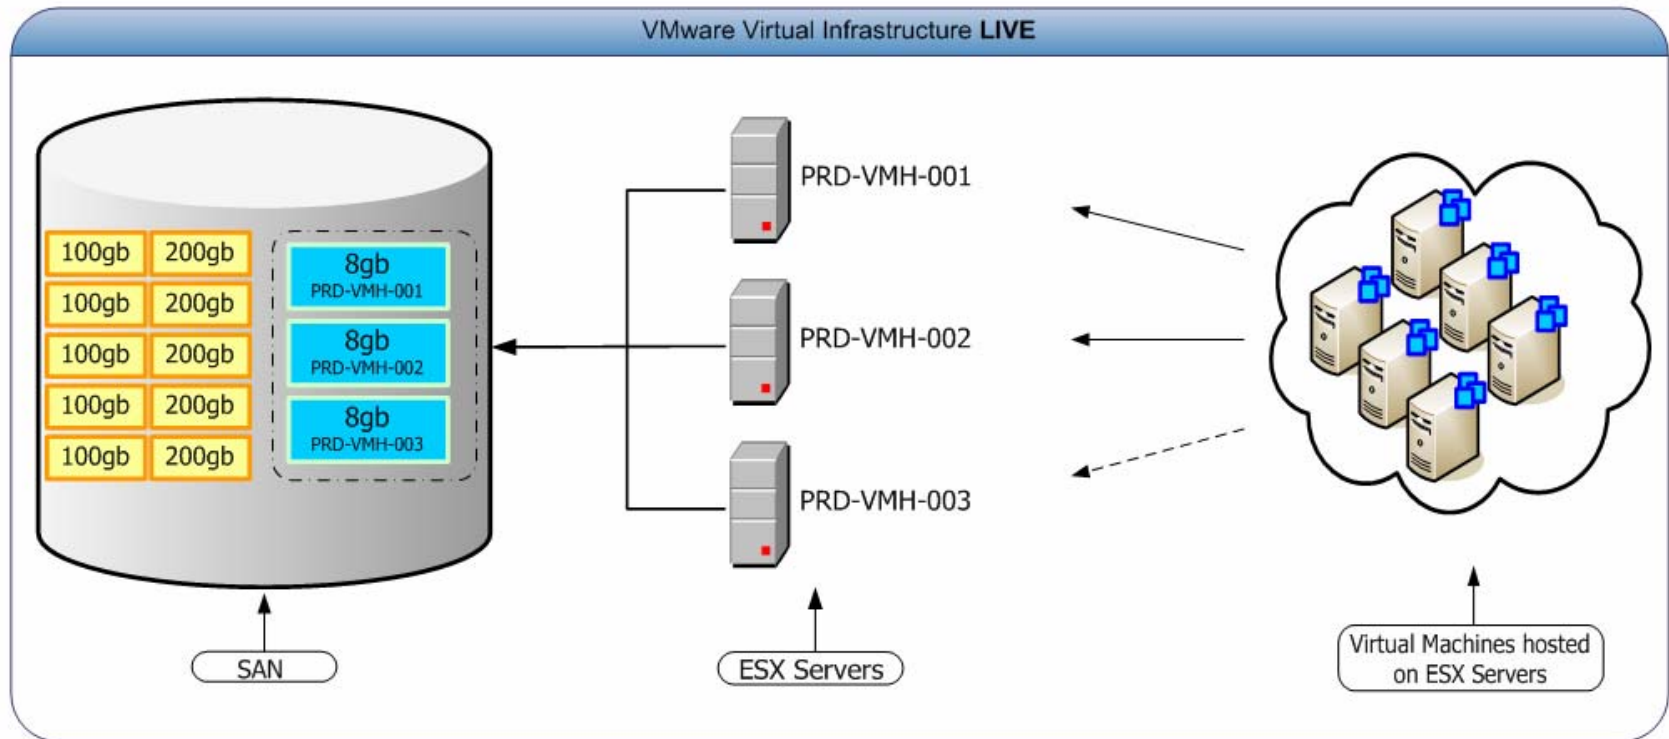 VMware Virtual Infrastructure LIVE
100gb 200gb
100gb 200gb
100gb 200gb
100gb 200gb
100gb 200gb
8gb
PRD-VMH-001
8gb
PRD-VMH-002
8gb
PRD-VMH-003
PRD-VMH-001
PRD-VMH-002
PRD-VMH-003
SAN
ESX Servers
Virtual Machines hosted
on ESX Servers